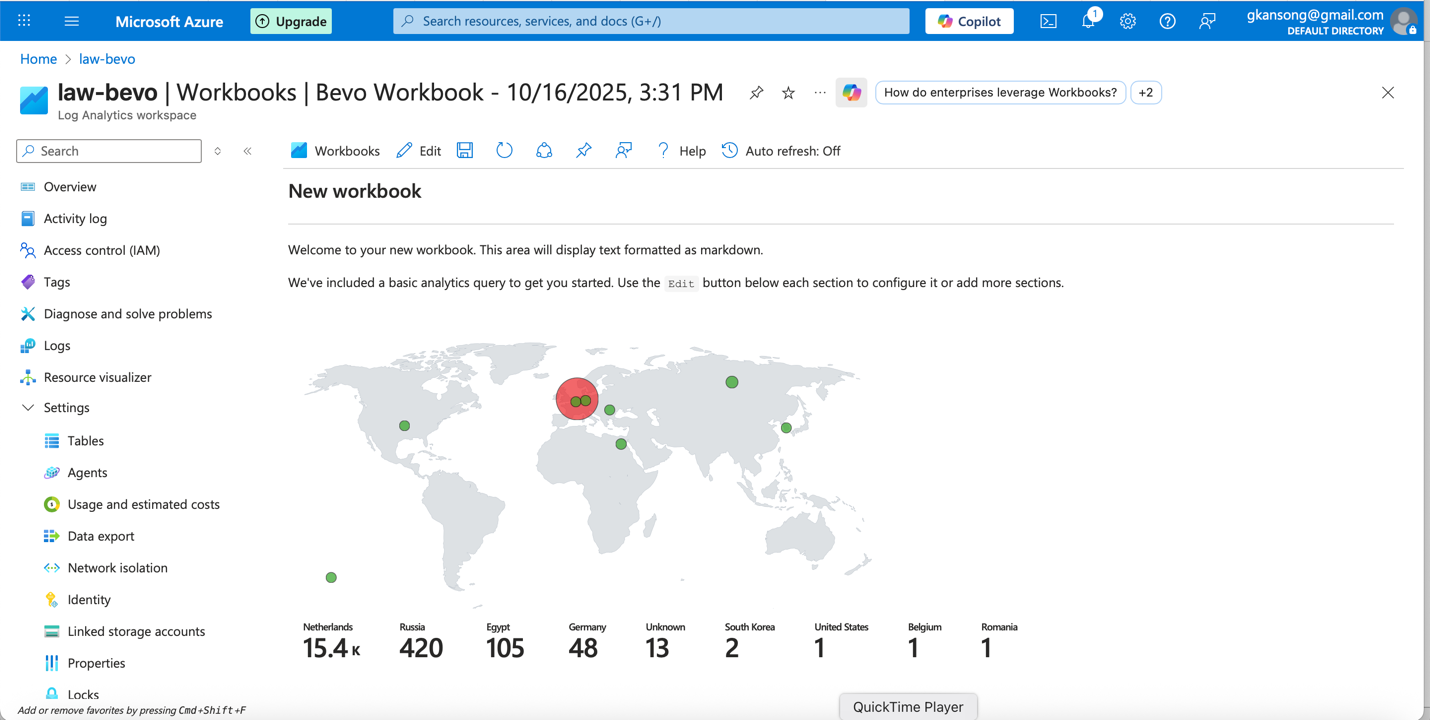 Microsoft Azure
Upgrade
Search resources, services, and docs (G+/)
Copilot
1
gkansong@gmail.com
DEFAULT DIRECTORY
Home > law-bevo
law-bevo | Workbooks | Bevo Workbook - 10/16/2025, 3:31 PM
Log Analytics workspace
How do enterprises leverage Workbooks?
+2
Search
Workbooks
Edit
Help
Auto refresh: Off
Overview
Activity log
Access control (IAM)
Tags
Diagnose and solve problems
Logs
Resource visualizer
Settings
Tables
Agents
Usage and estimated costs
Data export
Network isolation
Identity
Linked storage accounts
Properties
Locks
Add or remove favorites by pressing Cmd+Shift+F
New workbook
Welcome to your new workbook. This area will display text formatted as markdown.
We've included a basic analytics query to get you started. Use the Edit button below each section to configure it or add more sections.
Netherlands Russia Egypt Germany Unknown South Korea United States Belgium Romania
15.4 K 420 105 48 13 2 1 1 1
QuickTime Player